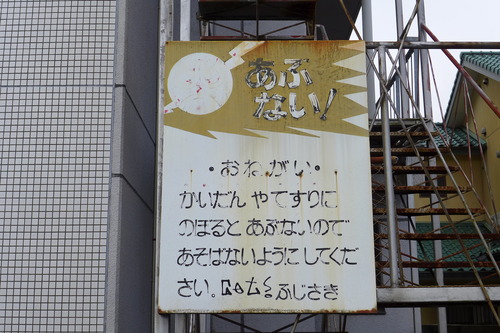 あぶ
ない!
・おねがい・
かいだん やてすりに
のぼると あぶないので
あそばないように してくだ
さい。 ふじさき